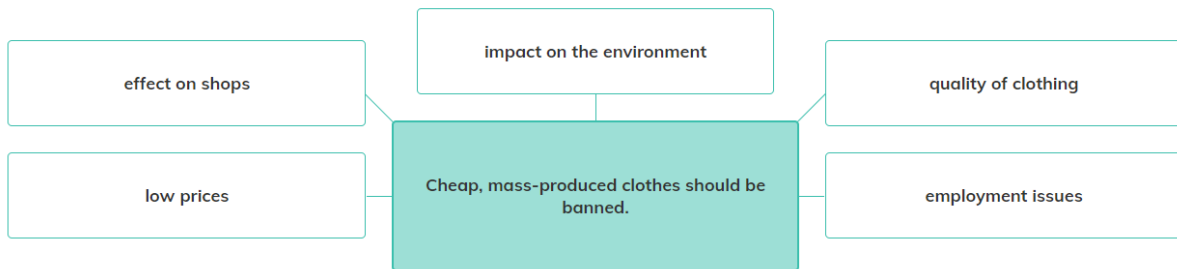 impact on the environment
effect on shops
quality of clothing
Cheap, mass-produced clothes should be
banned.
low prices
employment issues